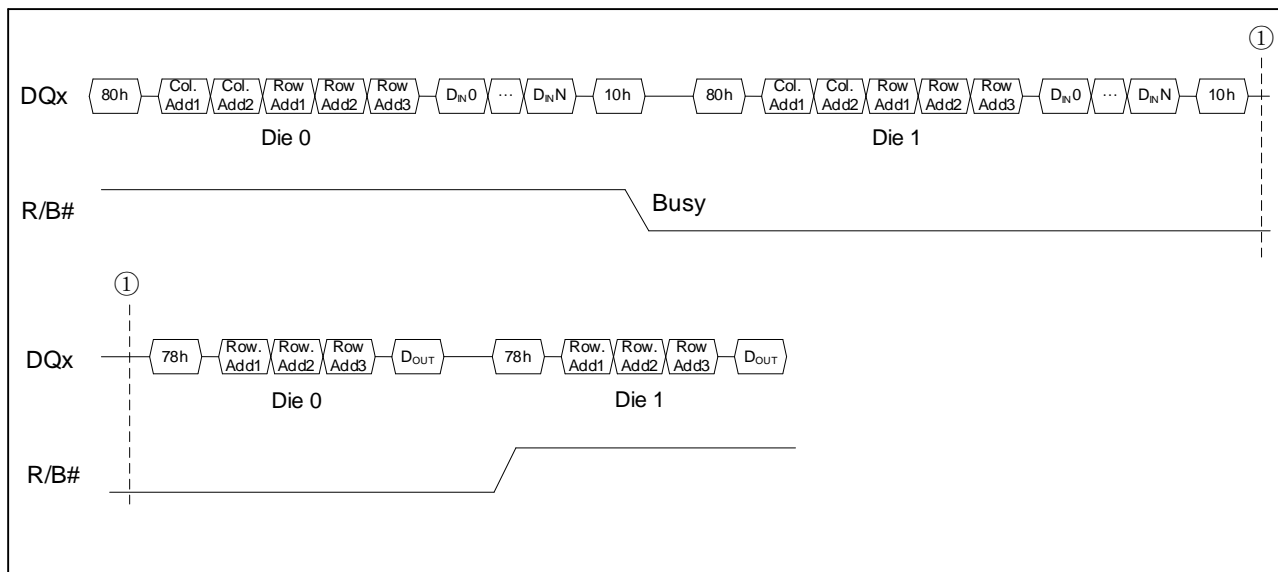 ①
DQx 80h Col. Add1 Col. Add2 Row Add1 Row Add2 Row Add3 DIN0 ... DINN 10h 80h Col. Add1 Col. Add2 Row Add1 Row Add2 Row Add3 DIN0 ... DINN 10h
Die 0 Die 1
R/B# Busy
①
DQx 78h Row. Add1 Row. Add2 Row Add3 DOUT 78h Row. Add1 Row. Add2 Row Add3 DOUT
Die 0 Die 1
R/B#